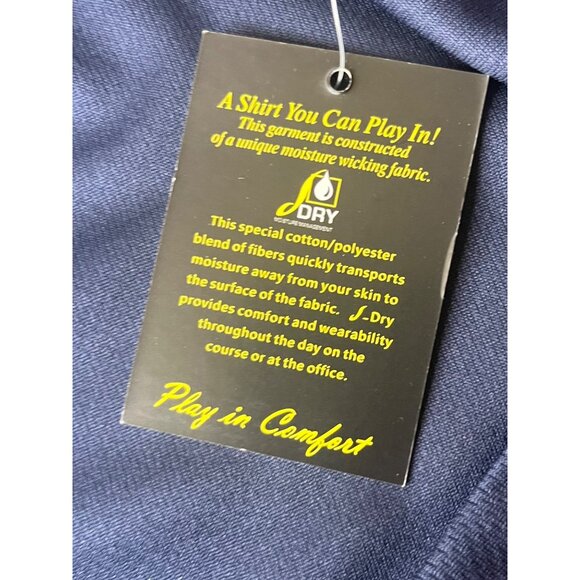 A Shirt You Can Play In!
This garment is constructed
of a unique moisture wicking fabric.
J DRY
MOISTURE MANAGEMENT
This special cotton/polyester
blend of fibers quickly transports
moisture away from your skin to
the surface of the fabric. J-Dry
provides comfort and wearability
throughout the day on the
course or at the office.
Play in Comfort